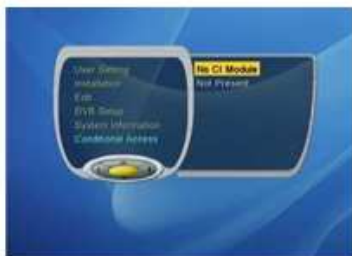 User Setting
Installation
Edit
DVR Setup
System Information
Conditional Access
No CI Module
Not Present